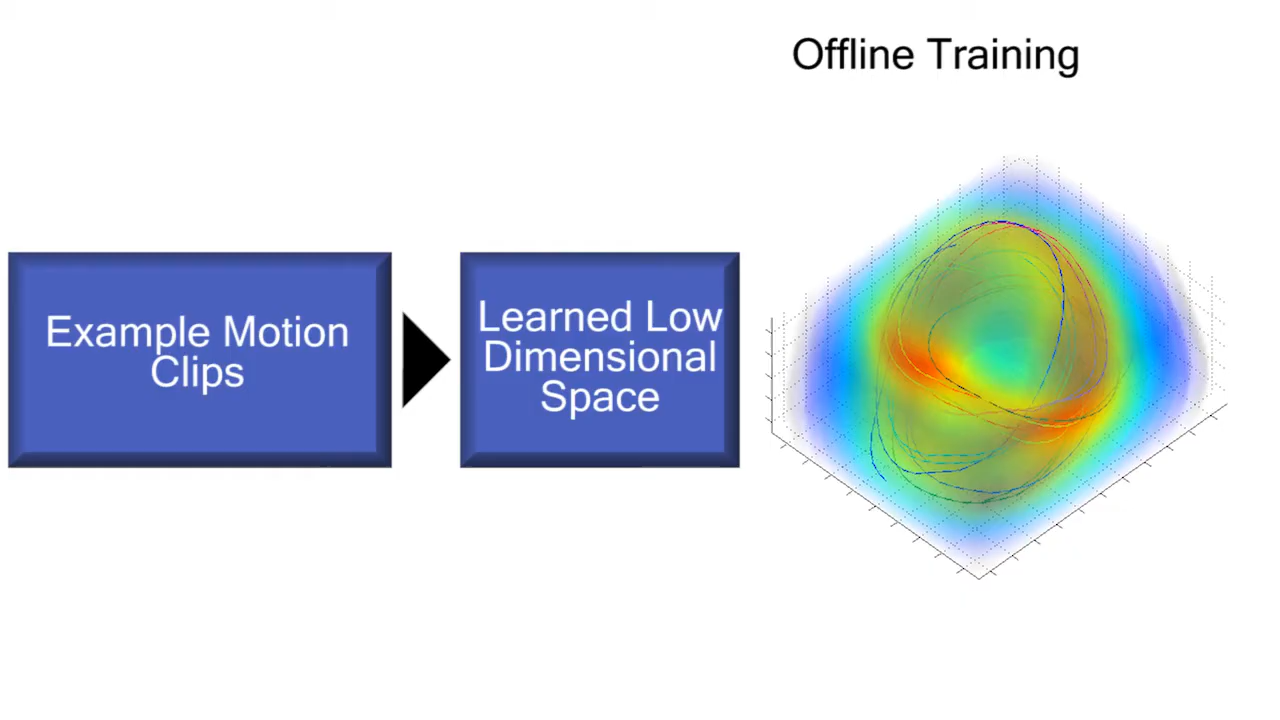 Offline Training
Example Motion
Clips
Learned Low
Dimensional
Space